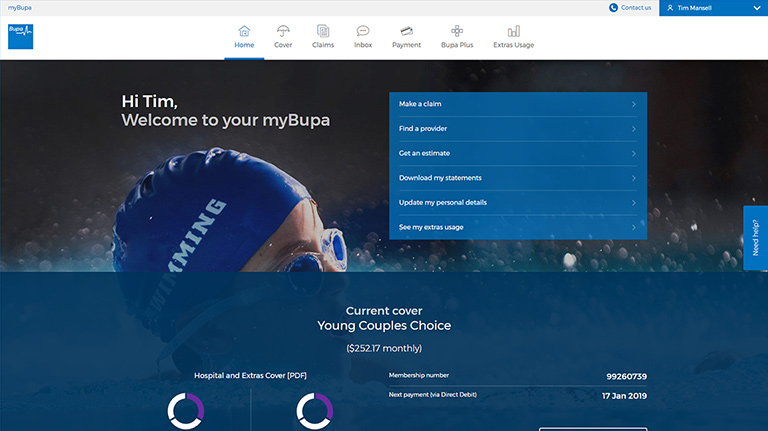 myBupa
Contact us
Tim Mansell
Bupa
Home
Cover
Claims
Inbox
Payment
Bupa Plus
Extras Usage
Hi Tim,
Welcome to your myBupa
Make a claim
Find a provider
Get an estimate
Download my statements
Update my personal details
See my extras usage
Need help?
SWIMMING
Current cover
Young Couples Choice
($252.17 monthly)
Hospital and Extras Cover [PDF]
Membership number
99260739
Next payment (via Direct Debit)
17 Jan 2019